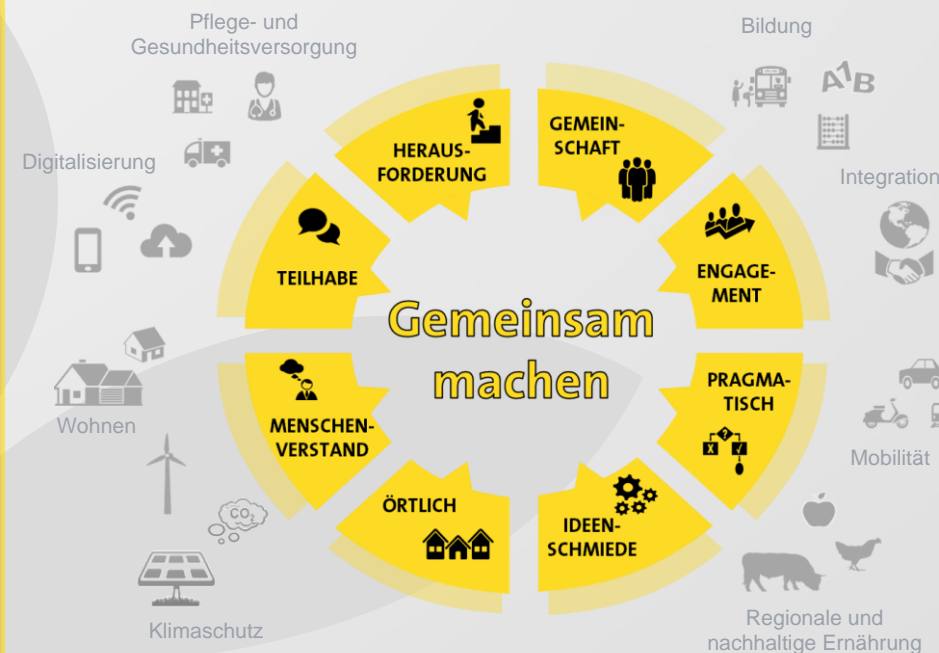 Pflege- und
Gesundheitsversorgung
Bildung
A1B
Digitalisierung
Integration
HERAUS-
FORDERUNG
GEMEIN-
SCHAFT
TEILHABE
ENGAGE-
MENT
Gemeinsam
machen
MENSCHEN-
VERSTAND
PRAGMA-
TISCH
?
X √
ÖRTLICH
IDEEN-
SCHMIEDE
Wohnen
Mobilität
CO2
Klimaschutz
Regionale und
nachhaltige Ernährung